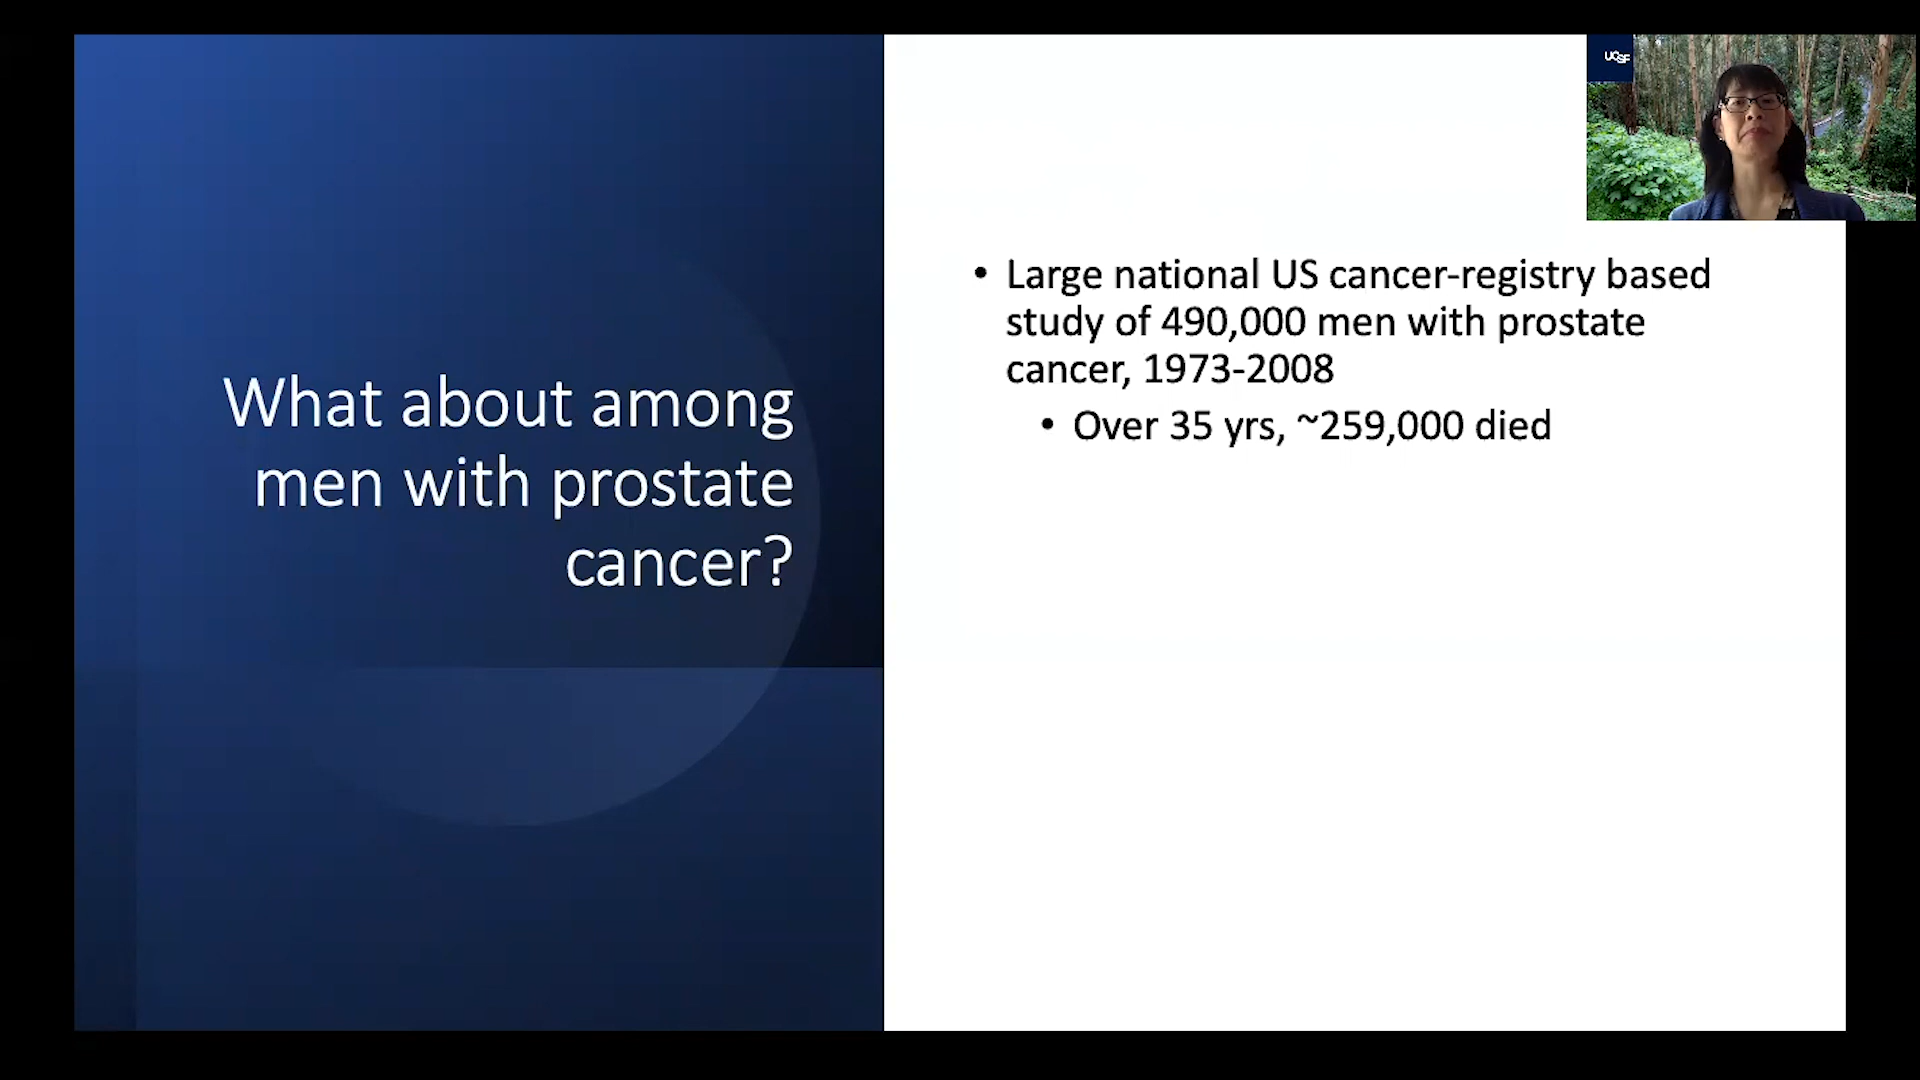 UCSF
What about among
men with prostate
cancer?
• Large national US cancer-registry based
study of 490,000 men with prostate
cancer, 1973-2008
• Over 35 yrs, ~259,000 died